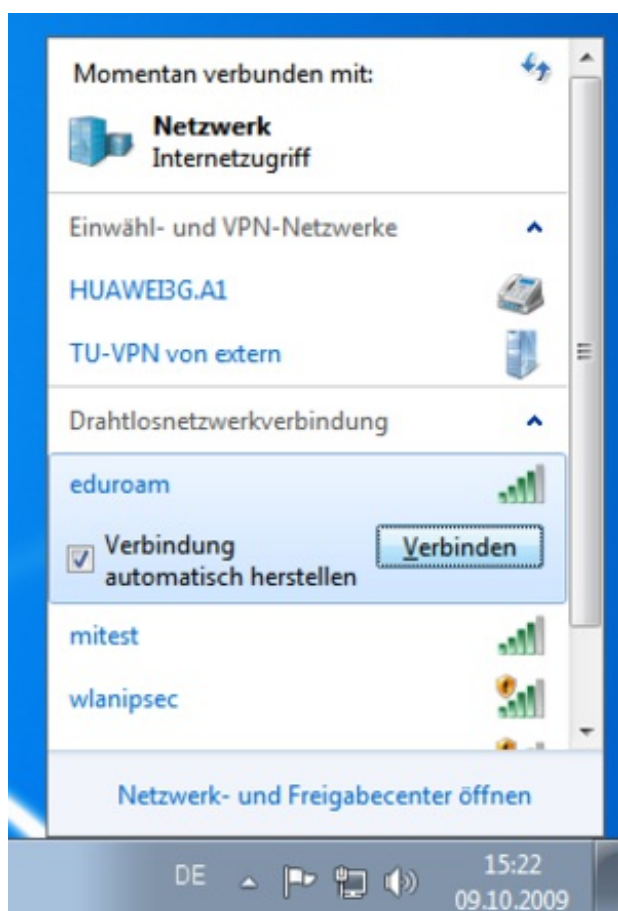 Momentan verbunden mit:
Netzwerk
Internetzugriff
Einwähl- und VPN-Netzwerke
HUAWEI3G.A1
TU-VPN von extern
Drahtlosnetzwerkverbindung
eduroam
Verbindung
automatisch herstellen
Verbinden
mitest
wlanipsec
Netzwerk- und Freigabecenter öffnen
DE
15:22
09.10.2009